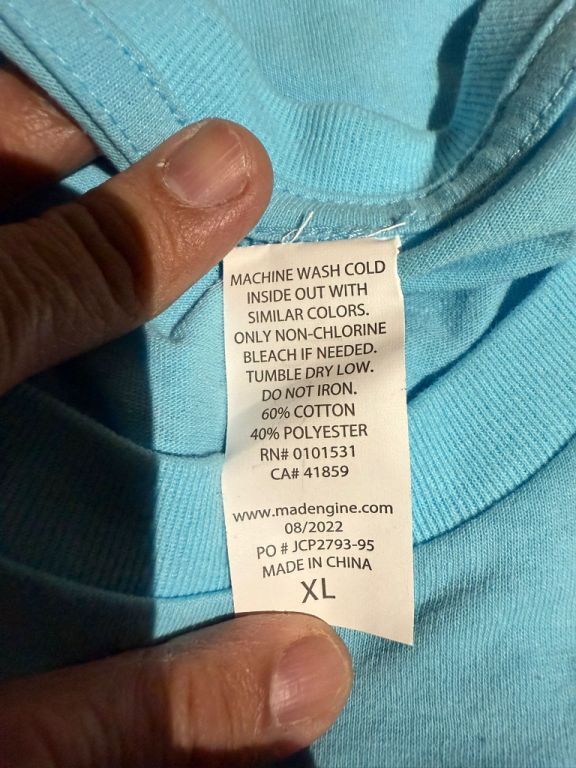 MACHINE WASH COLD
INSIDE OUT WITH
SIMILAR COLORS.
ONLY NON-CHLORINE
BLEACH IF NEEDED.
TUMBLE DRY LOW.
DO NOT IRON.
60% COTTON
40% POLYESTER
RN# 0101531
CA# 41859
www.madengine.com
08/2022
PO # JCP2793-95
MADE IN CHINA
XL